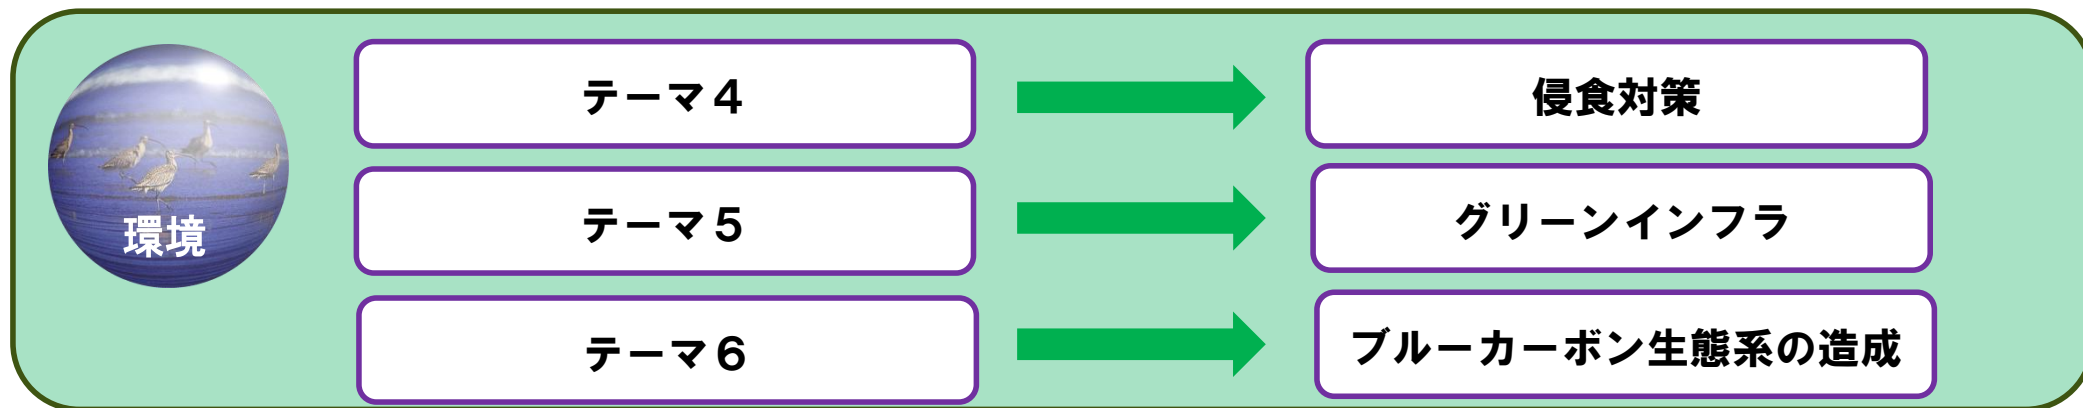 テーマ４
侵食対策
環境
テーマ５
グリーンインフラ
テーマ６
ブルーカーボン生態系の造成